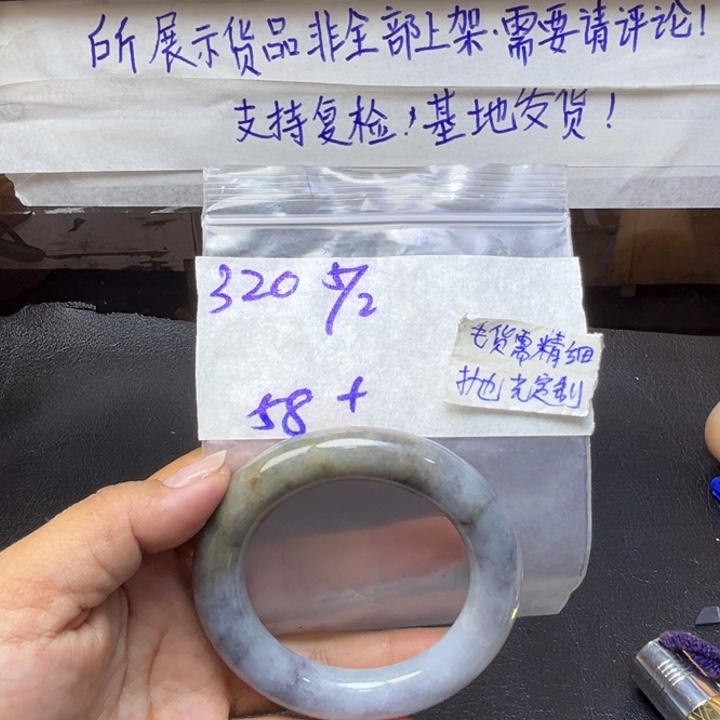 所展示货品非全部上架.需要请评论!
支持复检!基地发货!
320 5/2
58+
毛货需精细
抛光定制